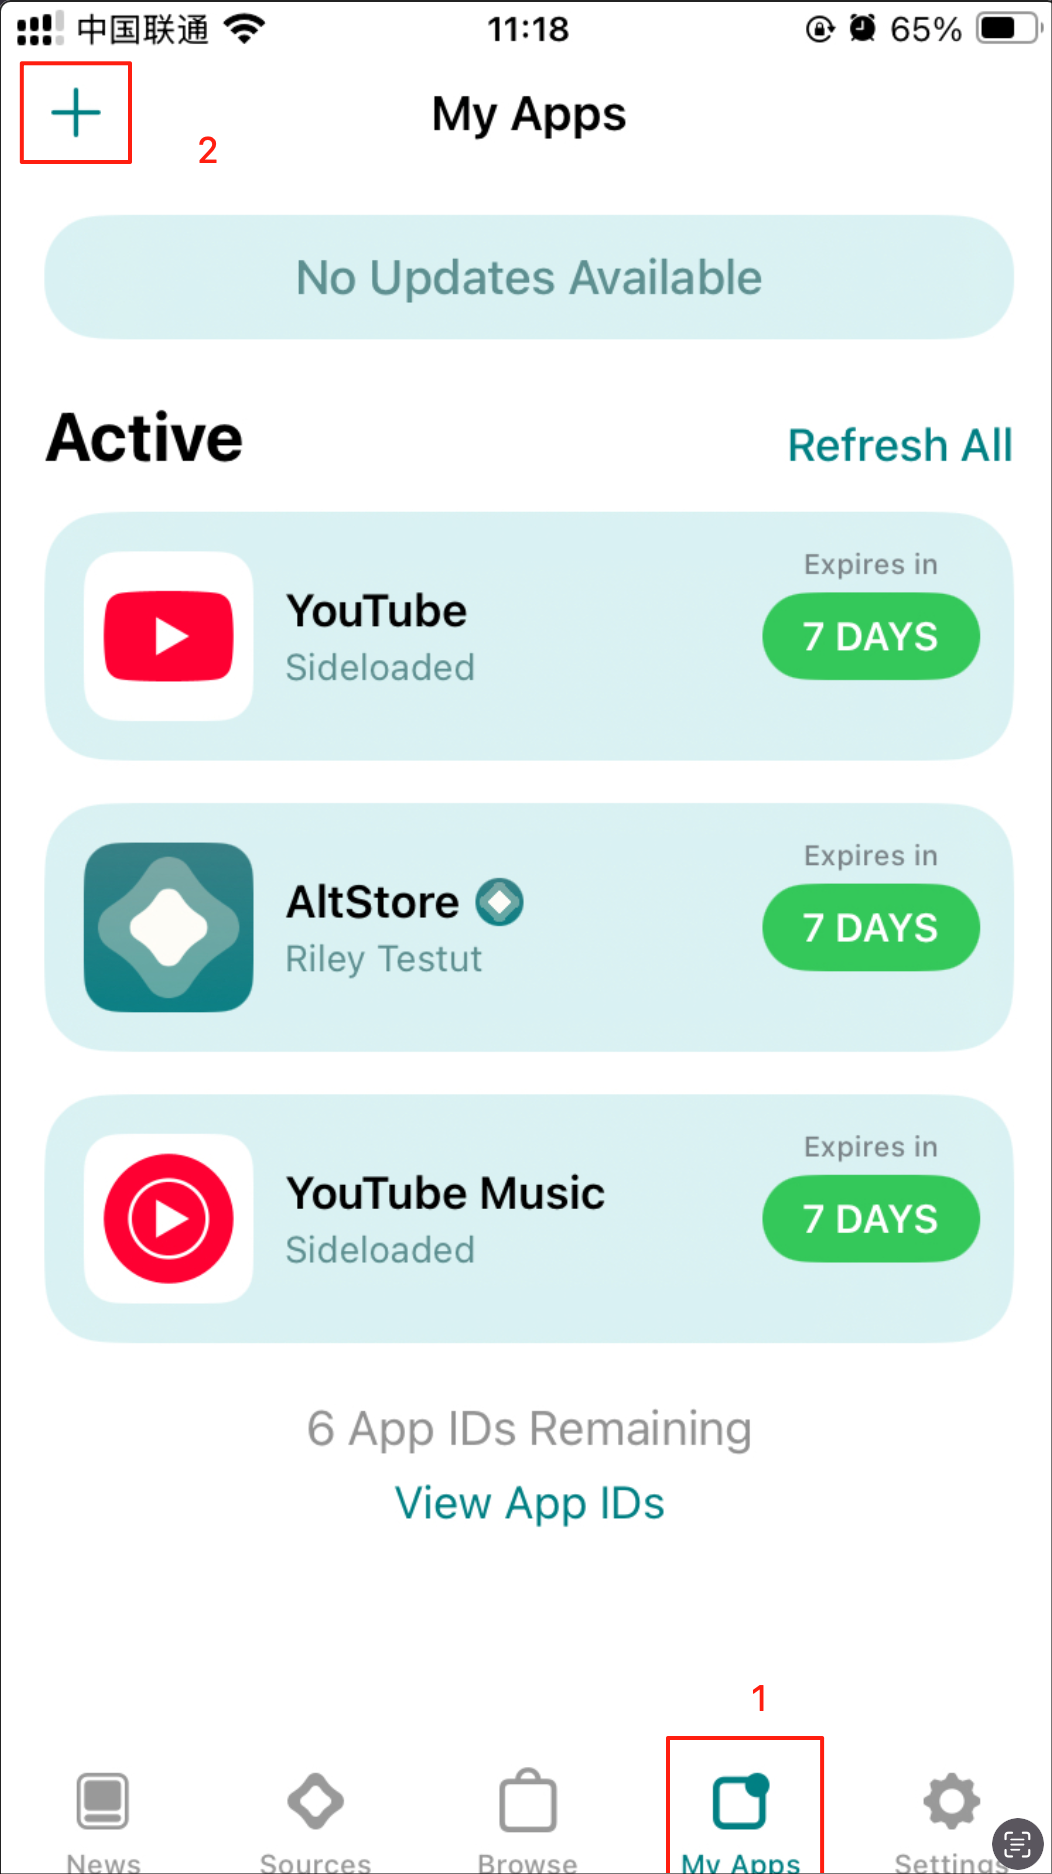 中国联通
11:18
65%
2
My Apps
No Updates Available
Active
Refresh All
Expires in
YouTube
7 DAYS
Sideloaded
Expires in
AltStore
7 DAYS
Riley Testut
Expires in
YouTube Music
7 DAYS
Sideloaded
6 App IDs Remaining
View App IDs
1
News
Sources
Browse
My Apps
Settings